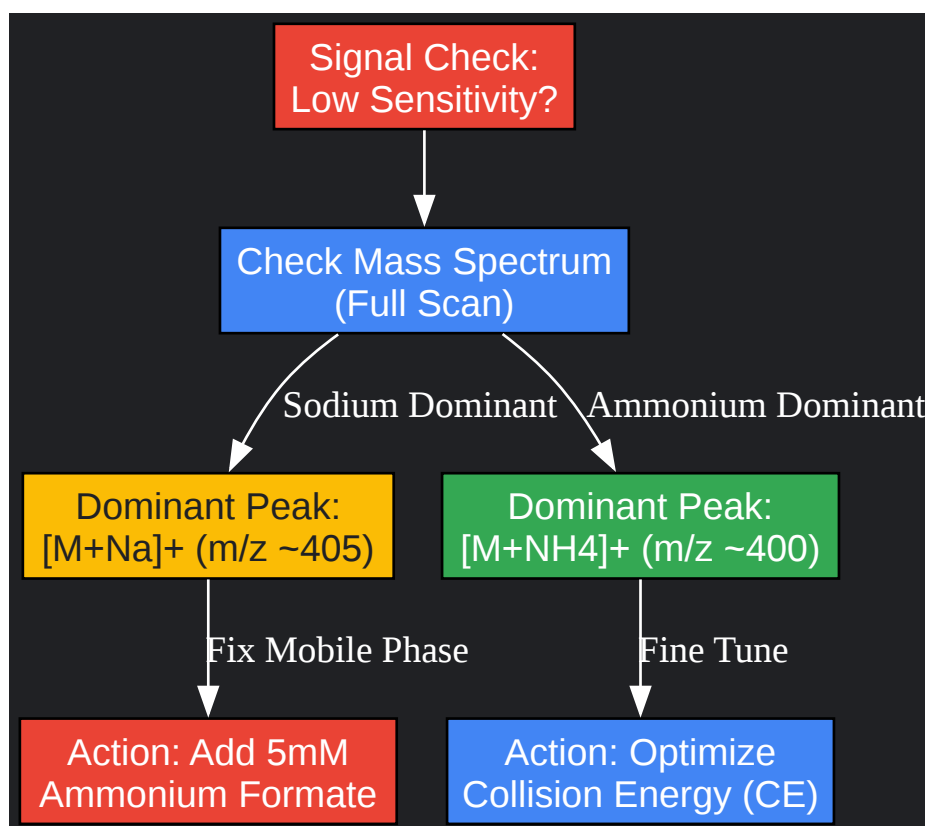 Signal Check:
Low Sensitivity?
Check Mass Spectrum
(Full Scan)
Sodium Dominant
Ammonium Dominant
Dominant Peak:
[M+Na]+ (m/z ~405)
Dominant Peak:
[M+NH4]+ (m/z ~400)
Fix Mobile Phase
Fine Tune
Action: Add 5mM
Ammonium Formate
Action: Optimize
Collision Energy (CE)